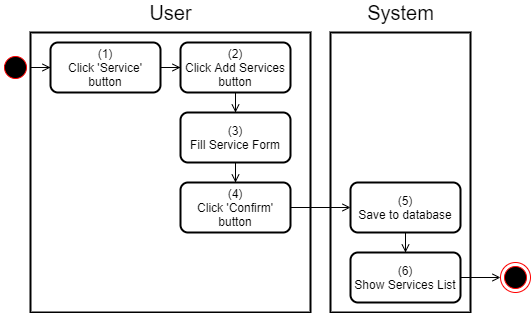 User
System
(1)
Click 'Service'
button
(2)
Click Add Services
button
(3)
Fill Service Form
(4)
Click 'Confirm'
button
(5)
Save to database
(6)
Show Services List